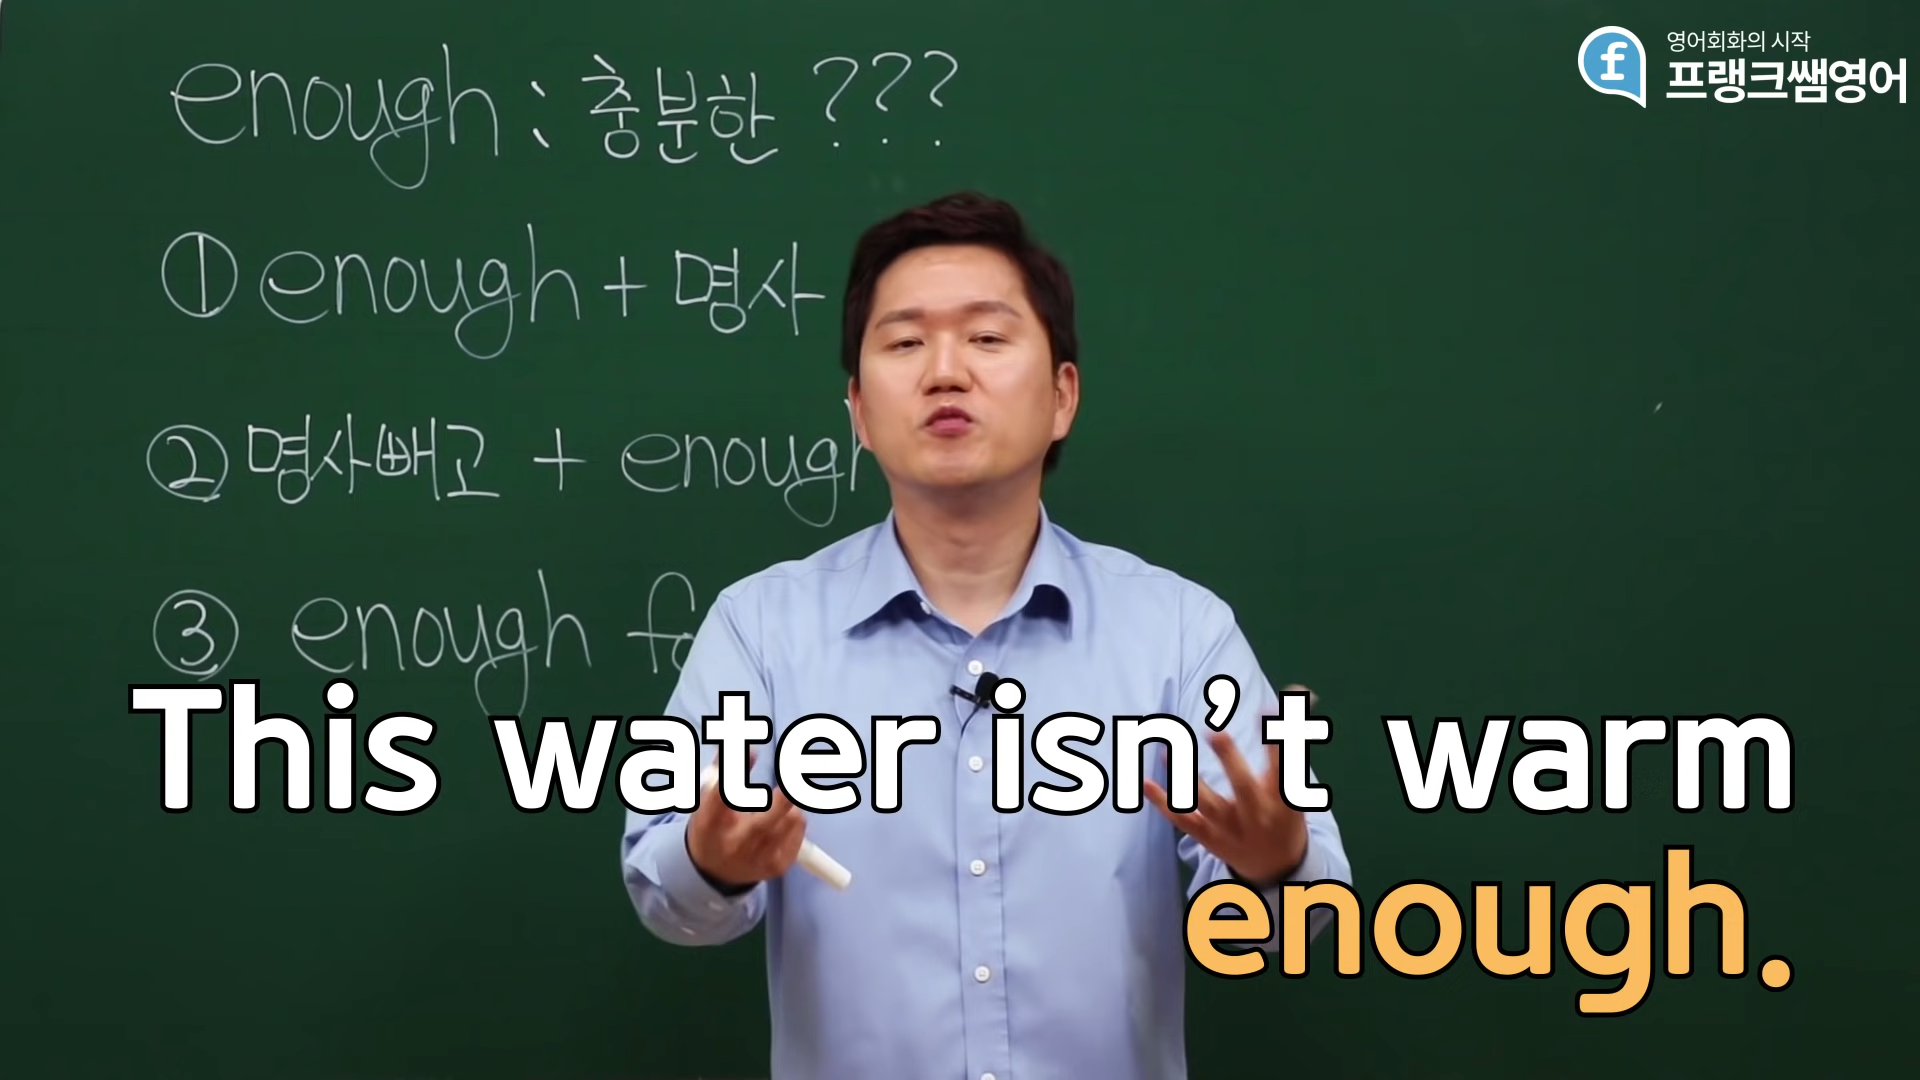 영어회화의 시작
프랭크쌤영어
enough : 충분한 ???
① enough + 명사
② 명사빼고 + enough
③ enough
This water isn't warm
enough.